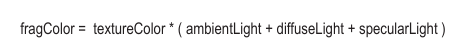 fragColor = textureColor * ( ambientLight + diffuseLight + specularLight )